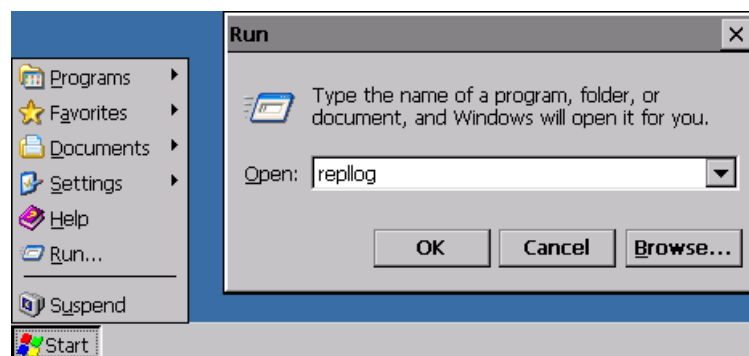 Run
Programs
Favorites
Documents
Settings
Help
Run...
Suspend
Start
Type the name of a program, folder, or
document, and Windows will open it for you.
Open: repllog
OK Cancel Browse...